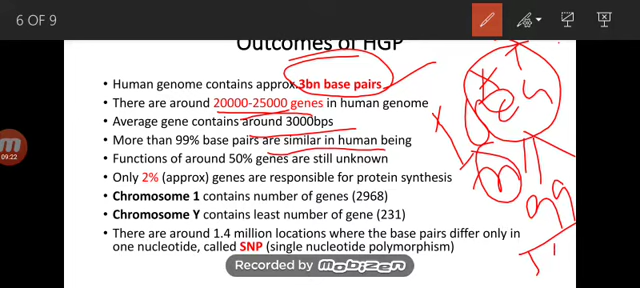 6 OF 9
Outcomes of HGP
• Human genome contains approx. 3bn base pairs
• There are around 20000-25000 genes in human genome
• Average gene contains around 3000bps
• More than 99% base pairs are similar in human being
• Functions of around 50% genes are still unknown
• Only 2% (approx) genes are responsible for protein synthesis
• Chromosome 1 contains number of genes (2968)
• Chromosome Y contains least number of gene (231)
• There are around 1.4 million locations where the base pairs differ only in
one nucleotide, called SNP (single nucleotide polymorphism)
m
09:22
Recorded by mobizen
99